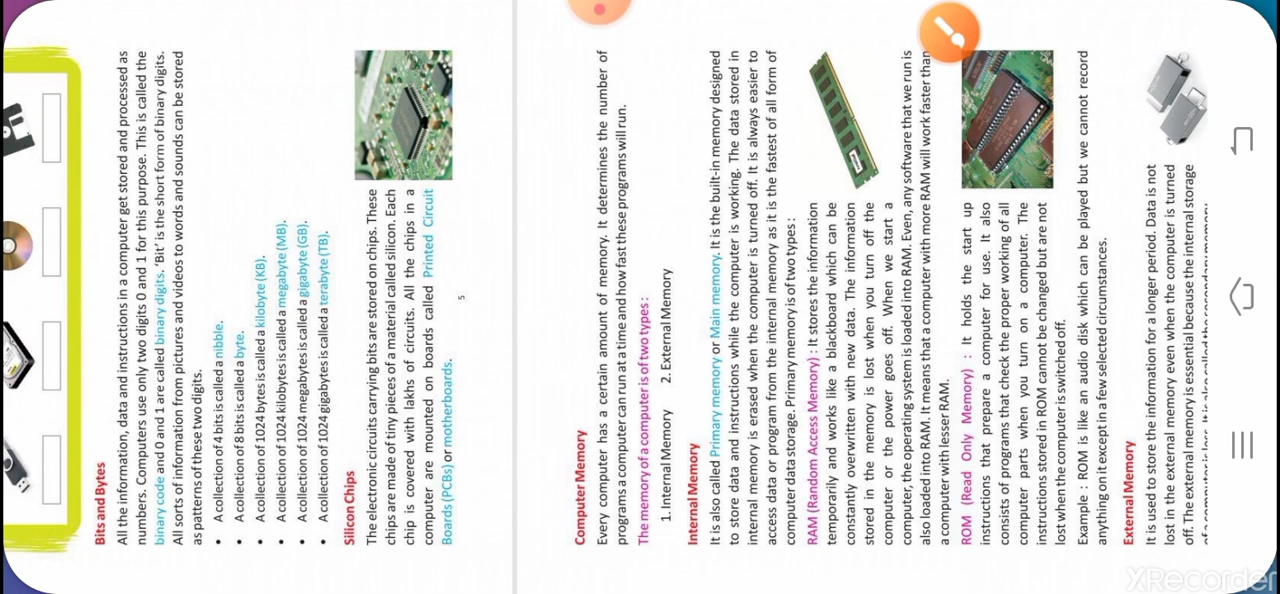 Bits and Bytes
All the information, data and instructions in a computer get stored and processed as
numbers. Computers use only two digits 0 and 1 for this purpose. This is called the
binary code and 0 and 1 are called binary digits. 'Bit' is the short form of binary digits.
All sorts of information from pictures and videos to words and sounds can be stored
as patterns of these two digits.
• A collection of 4 bits is called a nibble.
• A collection of 8 bits is called a byte.
• A collection of 1024 bytes is called a kilobyte (KB).
• A collection of 1024 kilobytes is called a megabyte (MB).
• A collection of 1024 megabytes is called a gigabyte (GB).
• A collection of 1024 gigabytes is called a terabyte (TB).
Silicon Chips
The electronic circuits carrying bits are stored on chips. These
chips are made of tiny pieces of a material called silicon. Each
chip is covered with lakhs of circuits. All the chips in a
computer are mounted on boards called Printed Circuit
Boards (PCBs) or motherboards.
5
Computer Memory
Every computer has a certain amount of memory. It determines the number of
programs a computer can run at a time and how fast these programs will run.
The memory of a computer is of two types :
1. Internal Memory 2. External Memory
Internal Memory
It is also called Primary memory or Main memory. It is the built-in memory designed
to store data and instructions while the computer is working. The data stored in
internal memory is erased when the computer is turned off. It is always easier to
access data or program from the internal memory as it is the fastest of all form of
computer data storage. Primary memory is of two types :
RAM (Random Access Memory) : It stores the information
temporarily and works like a blackboard which can be
constantly overwritten with new data. The information
stored in the memory is lost when you turn off the
computer or the power goes off. When we start a
computer, the operating system is loaded into RAM. Even, any software that we run is
also loaded into RAM. It means that a computer with more RAM will work faster than
a computer with lesser RAM.
ROM (Read Only Memory) : It holds the start up
instructions that prepare a computer for use. It also
consists of programs that check the proper working of all
computer parts when you turn on a computer. The
instructions stored in ROM cannot be changed but are not
lost when the computer is switched off.
Example : ROM is like an audio disk which can be played but we cannot record
anything on it except in a few selected circumstances.
External Memory
It is used to store the information for a longer period. Data is not
lost in the external memory even when the computer is turned
off. The external memory is essential because the internal storage
of a computer is less. It is also called the secondary memory.
XRecorder